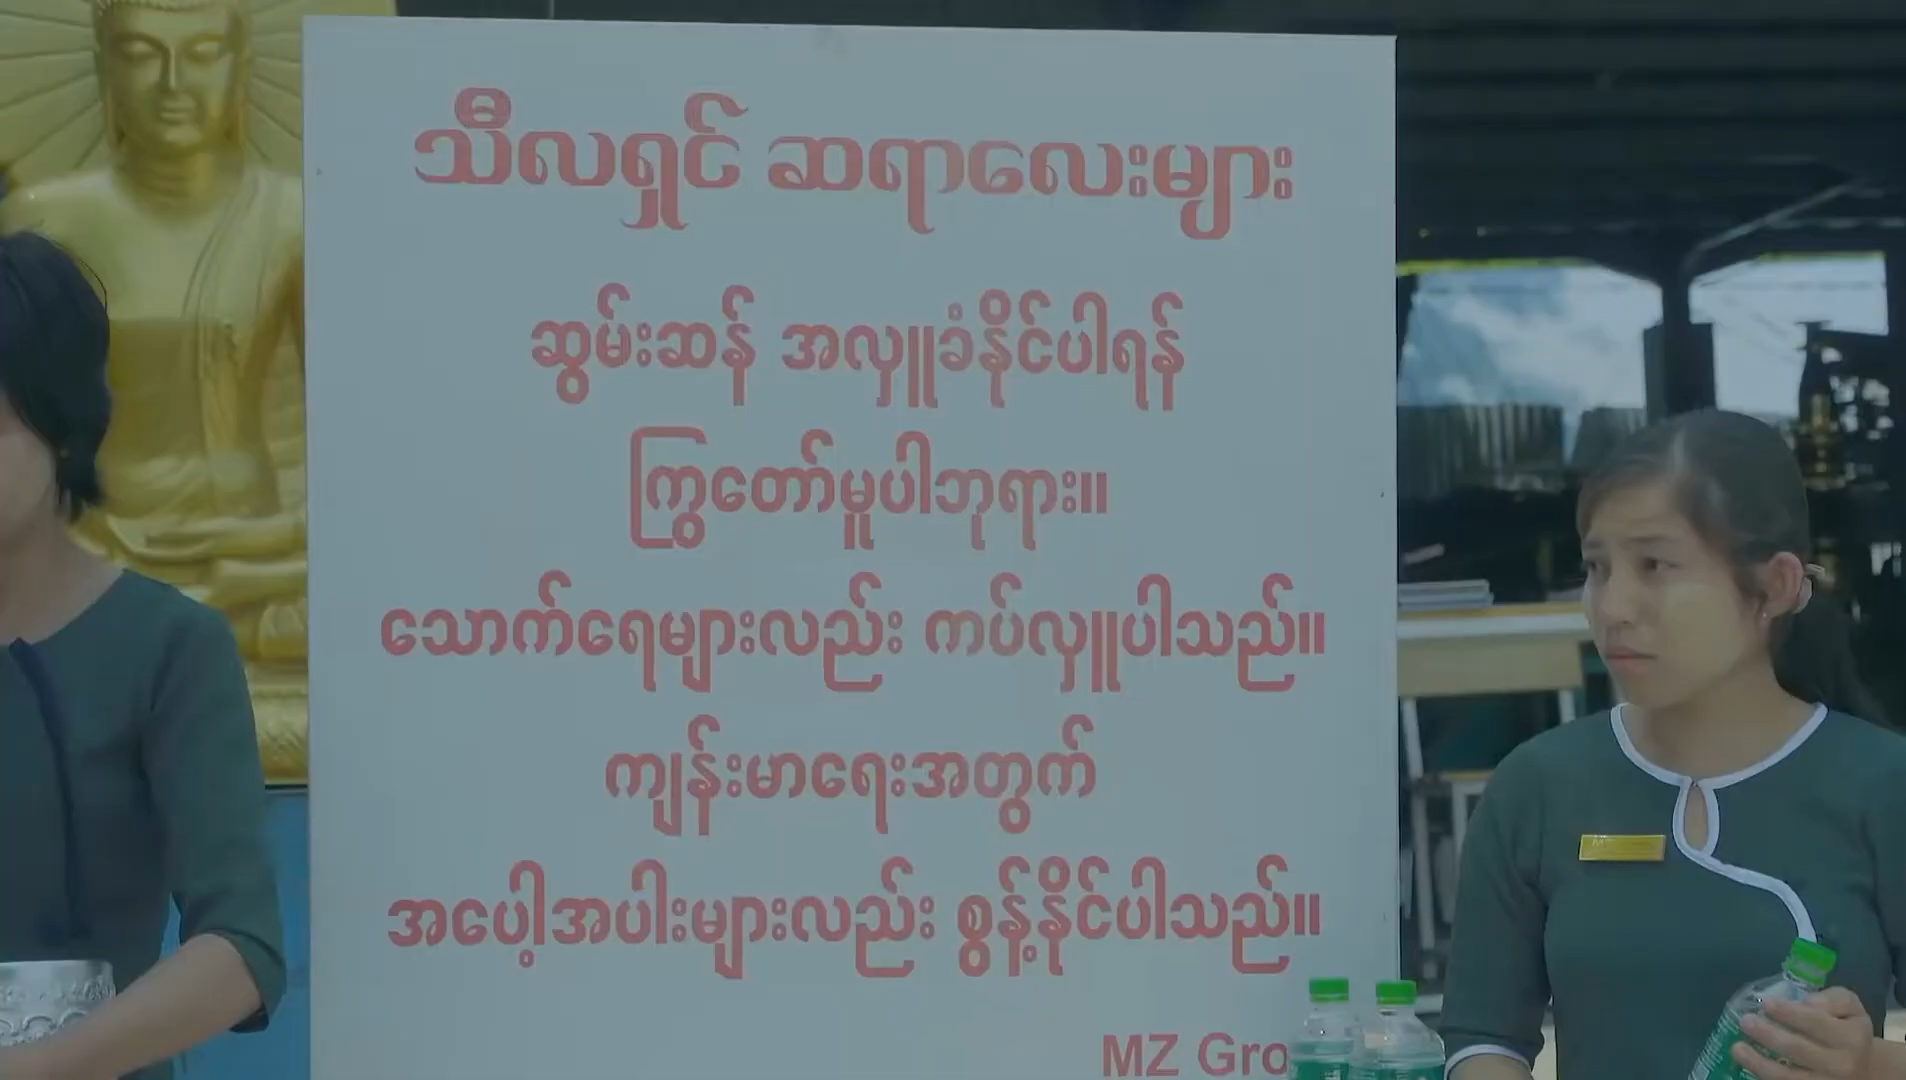 သီလရှင် ဆရာလေးများ
ဆွမ်းဆန် အလှူခံနိုင်ပါရန်
ကြွတော်မူပါဘုရား။
သောက်ရေများလည်း ကပ်လှူပါသည်။
ကျန်းမာရေးအတွက်
အပေါ့အပါးများလည်း စွန့်နိုင်ပါသည်။
MZ Gro